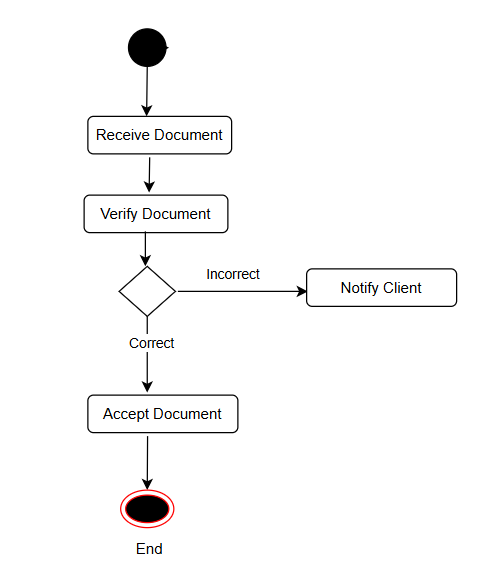 Receive Document
Verify Document
Incorrect
Notify Client
Correct
Accept Document
End